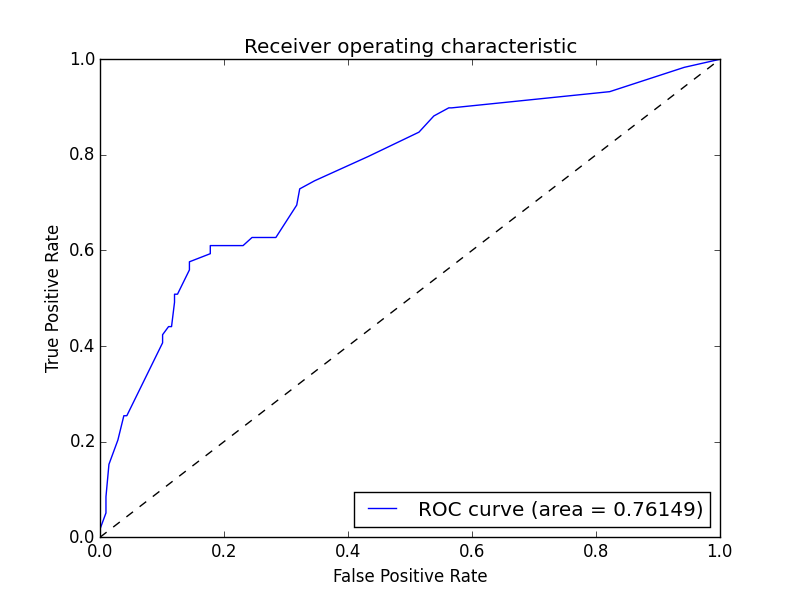 Receiver operating characteristic
1.0
0.8
0.6
0.4
0.2
0.0
True Positive Rate
ROC curve (area = 0.76149)
0.0 0.2 0.4 0.6 0.8 1.0
False Positive Rate